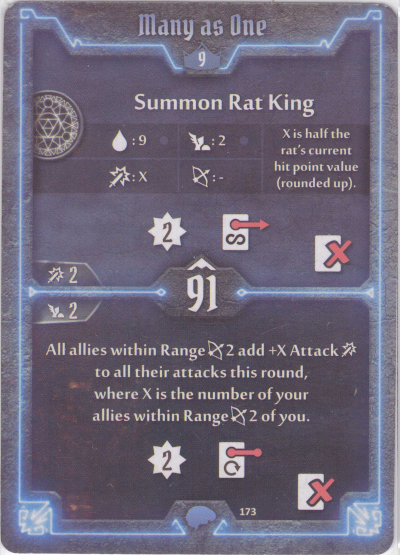 Many as One
9
Summon Rat King
: 9
: 2
: X
: -
X is half the
rat's current
hit point value
(rounded up).
2
2
91
2
All allies within Range 2 add +X Attack
to all their attacks this round,
where X is the number of your
allies within Range 2 of you.
2
173